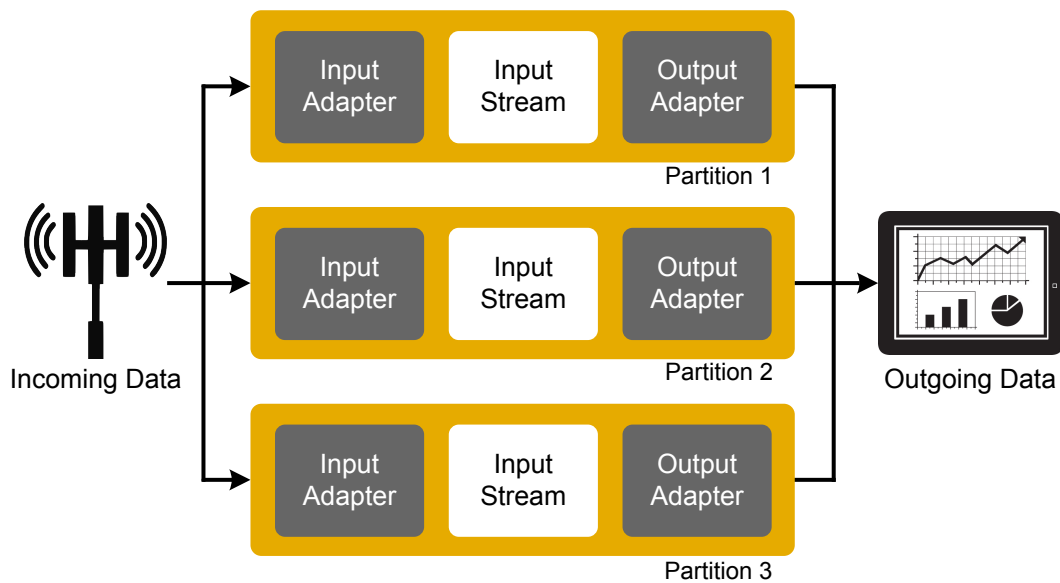 Input
Adapter
Input
Stream
Output
Adapter
Partition 1
Input
Adapter
Input
Stream
Output
Adapter
Partition 2
Incoming Data
Outgoing Data
Input
Adapter
Input
Stream
Output
Adapter
Partition 3